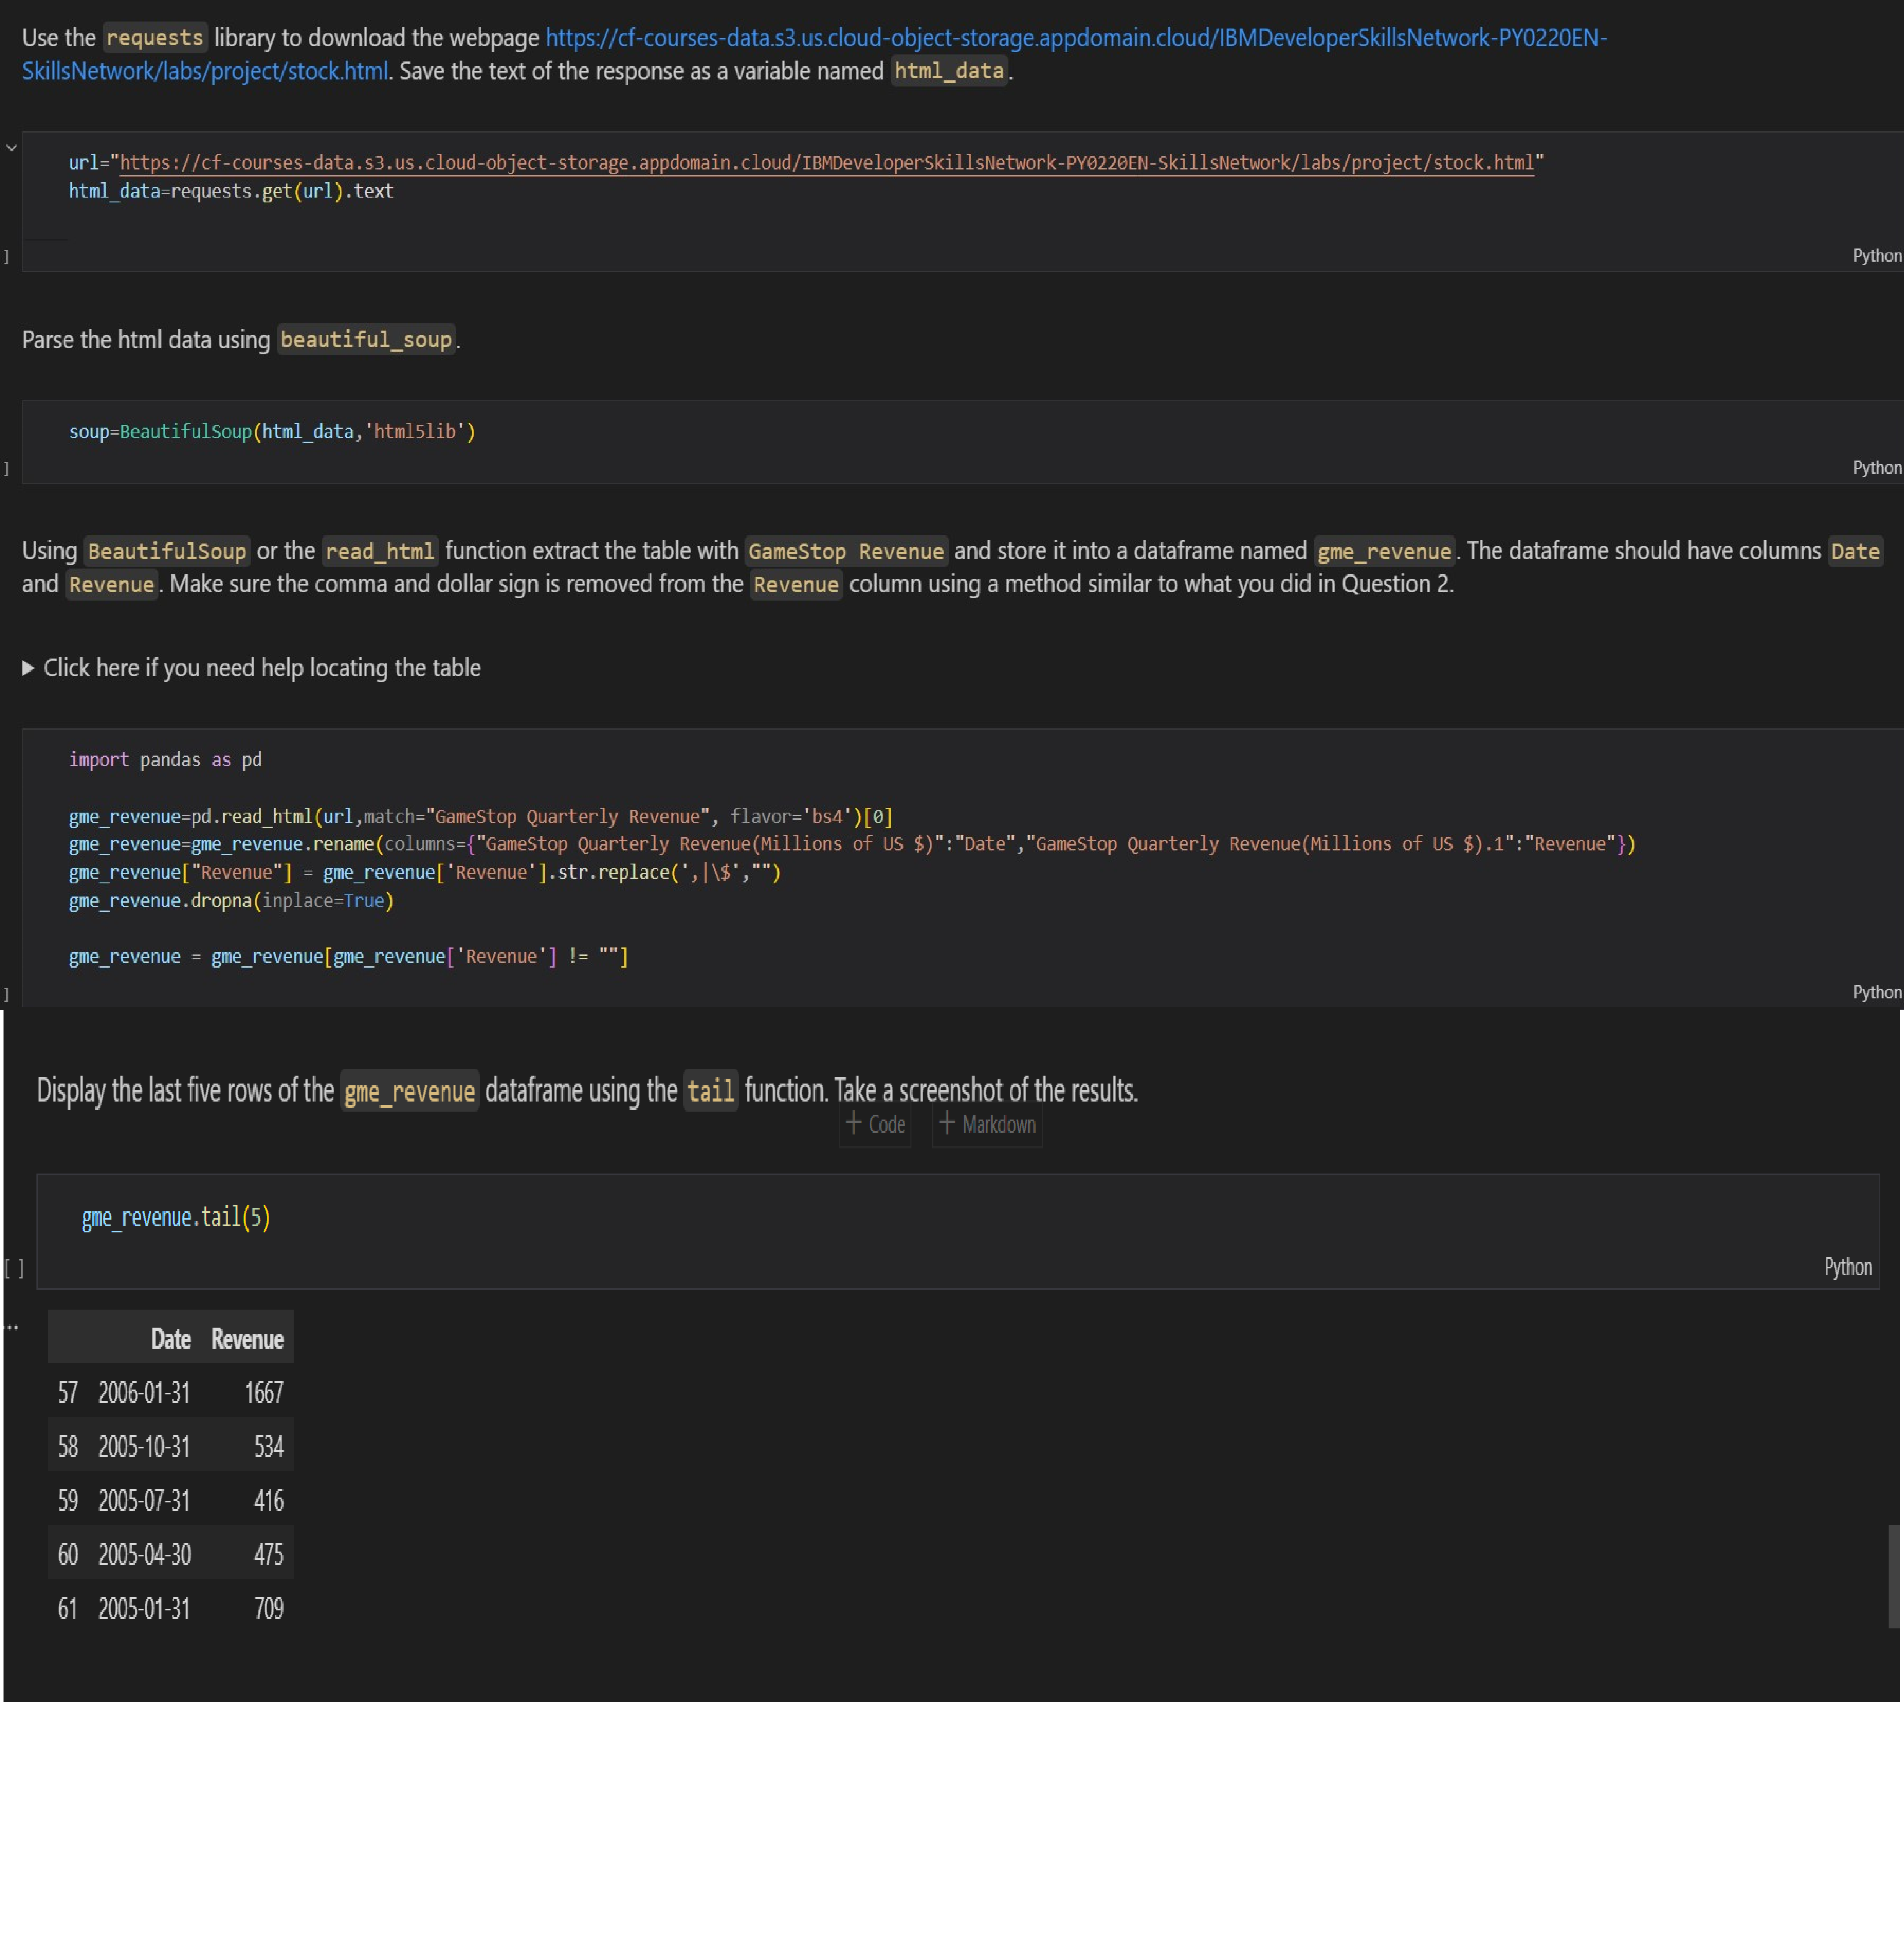 Use the requests library to download the webpage https://cf-courses-data.s3.us.cloud-object-storage.appdomain.cloud/IBMDeveloperSkillsNetwork-PY0220EN-
SkillsNetwork/labs/project/stock.html. Save the text of the response as a variable named html_data.
url="https://cf-courses-data.s3.us.cloud-object-storage.appdomain.cloud/IBMDeveloperSkillsNetwork-PY0220EN-SkillsNetwork/labs/project/stock.html"
html_data=requests.get(url).text
]
Python
Parse the html data using beautiful_soup.
soup=BeautifulSoup(html_data,'html5lib')
]
Python
Using BeautifulSoup or the read_html function extract the table with GameStop Revenue and store it into a dataframe named gme_revenue. The dataframe should have columns Date
and Revenue. Make sure the comma and dollar sign is removed from the Revenue column using a method similar to what you did in Question 2.
▶ Click here if you need help locating the table
import pandas as pd
gme_revenue=pd.read_html(url,match="GameStop Quarterly Revenue", flavor='bs4')[0]
gme_revenue=gme_revenue.rename(columns={"GameStop Quarterly Revenue(Millions of US $)":"Date","GameStop Quarterly Revenue(Millions of US $).1":"Revenue"})
gme_revenue["Revenue"] = gme_revenue['Revenue'].str.replace(',|\$',"")
gme_revenue.dropna(inplace=True)
gme_revenue = gme_revenue[gme_revenue['Revenue'] != ""]
]
Python
Display the last five rows of the gme_revenue dataframe using the tail function. Take a screenshot of the results.
+ Code + Markdown
gme_revenue.tail(5)
[ ]
Python
...
Date Revenue
57 2006-01-31 1667
58 2005-10-31 534
59 2005-07-31 416
60 2005-04-30 475
61 2005-01-31 709